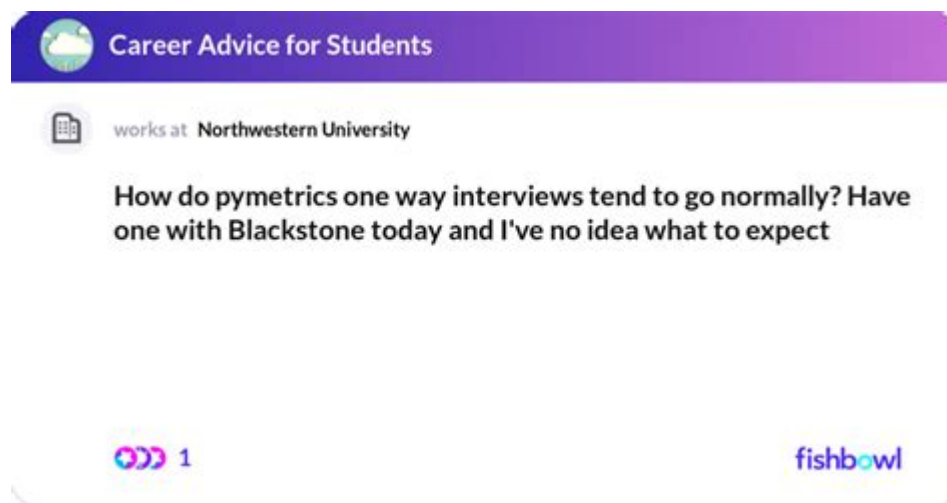 Career Advice for Students
works at Northwestern University
How do pymetrics one way interviews tend to go normally? Have
one with Blackstone today and I've no idea what to expect
1
fishbowl